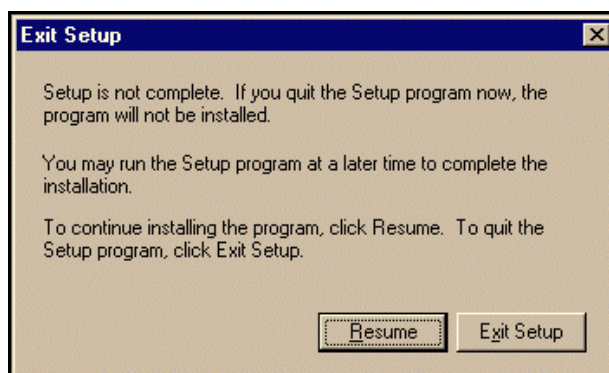 Exit Setup
Setup is not complete.  If you quit the Setup program now, the
program will not be installed.
You may run the Setup program at a later time to complete the
installation.
To continue installing the program, click Resume.  To quit the
Setup program, click Exit Setup.
Resume
Exit Setup